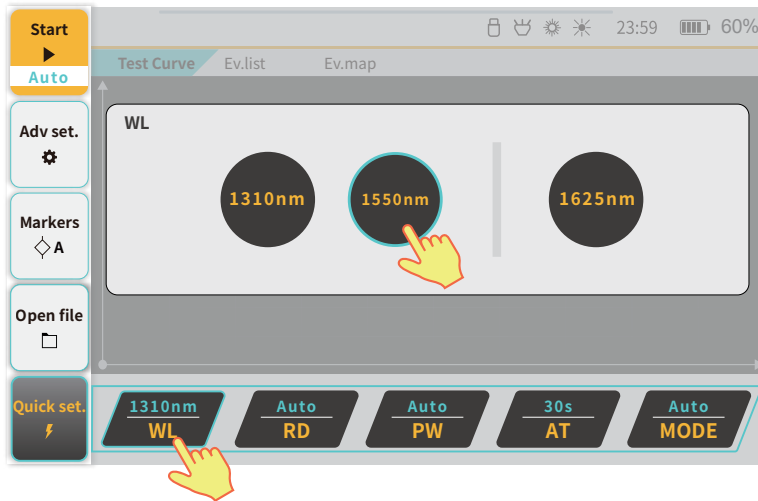 Start
Auto
23:59
60%
Test Curve
Ev.list
Ev.map
Adv set.
WL
1310nm
1550nm
1625nm
Markers
A
Open file
Quick set.
1310nm
WL
Auto
RD
Auto
PW
30s
AT
Auto
MODE